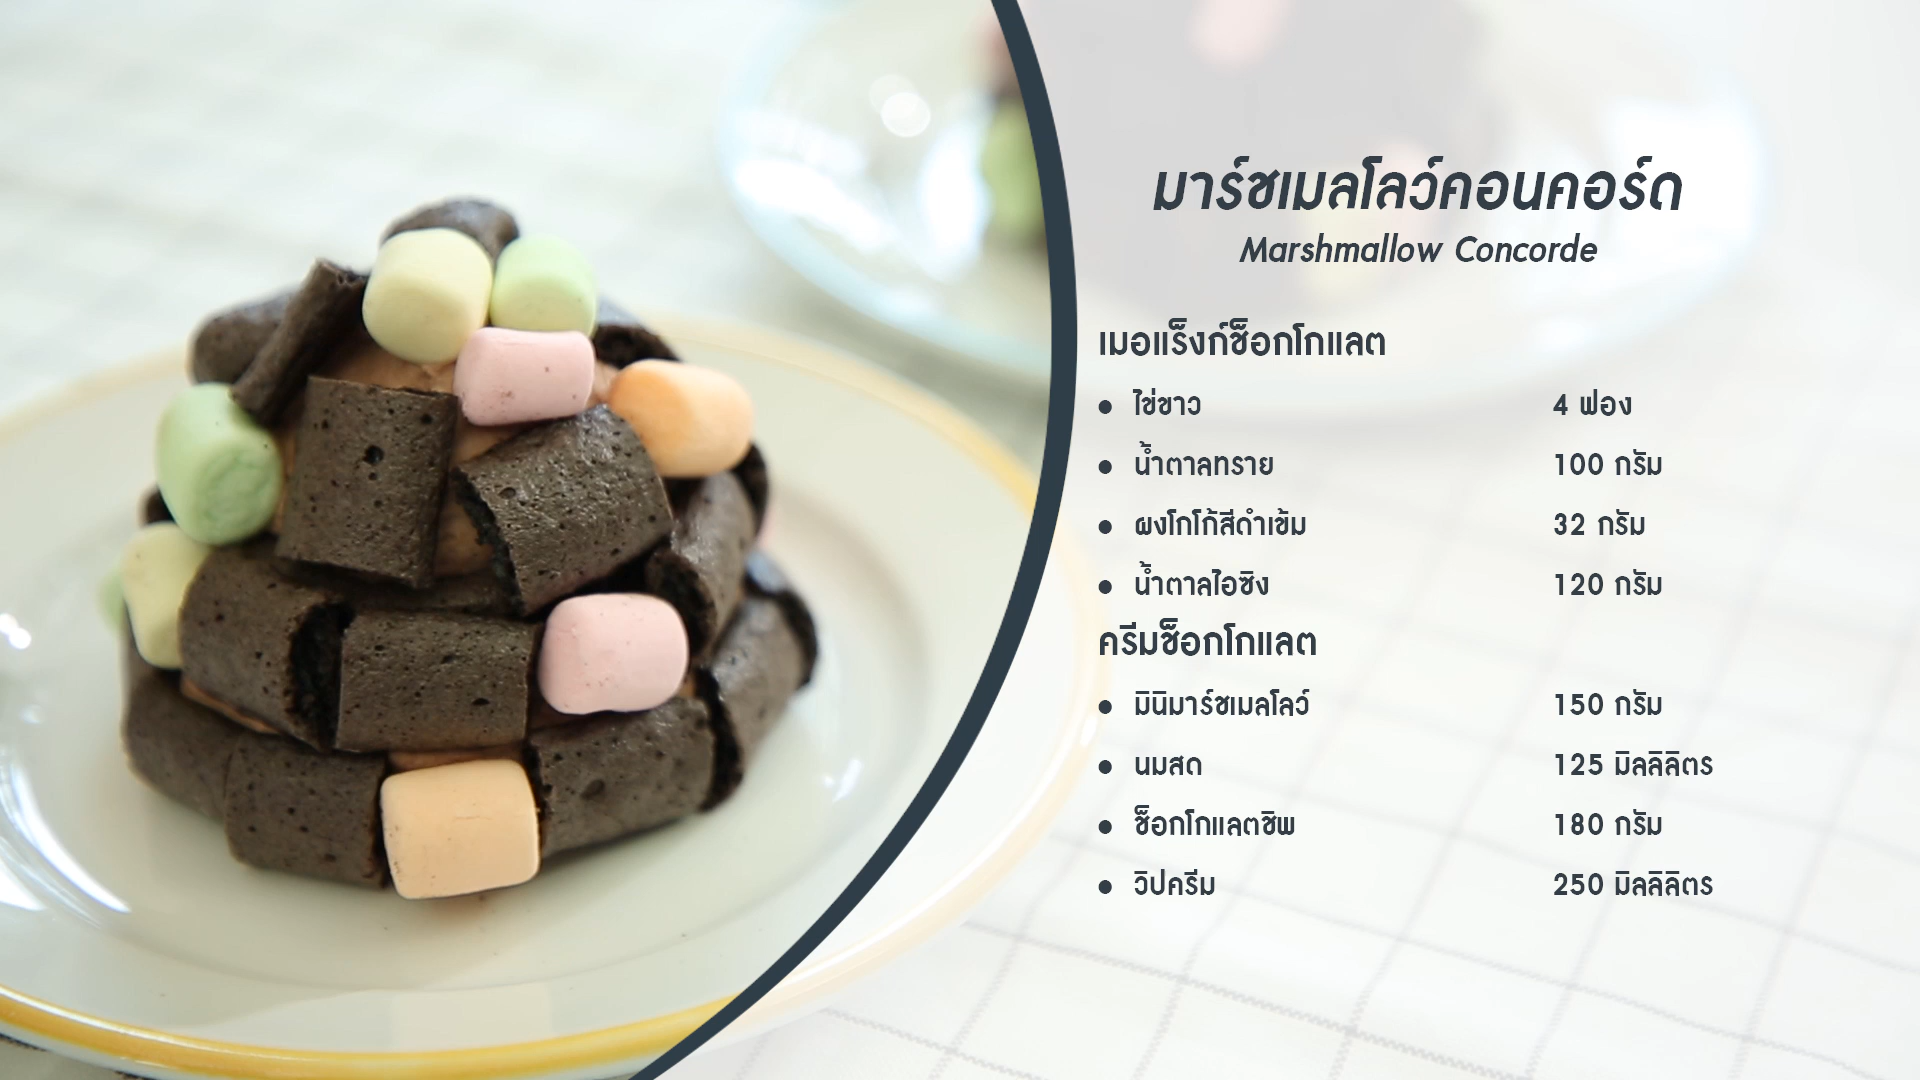 มาร์ชเมลโลว์คอนคอร์ด
Marshmallow Concorde
เมอแร็งก์ช็อกโกแลต
• ไข่ขาว 4 ฟอง
• น้ำตาลทราย 100 กรัม
• ผงโกโก้สีดำเข้ม 32 กรัม
• น้ำตาลไอซิง 120 กรัม
ครีมช็อกโกแลต
• มินิมาร์ชเมลโลว์ 150 กรัม
• นมสด 125 มิลลิลิตร
• ช็อกโกแลตชิพ 180 กรัม
• วิปครีม 250 มิลลิลิตร